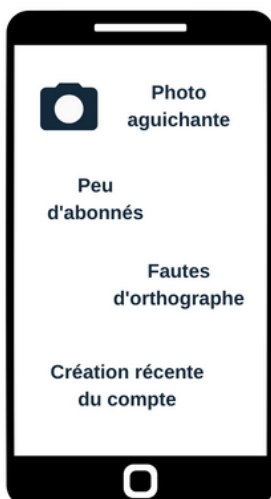 Photo
aguichante
Peu
d'abonnés
Fautes
d'orthographe
Création récente
du compte